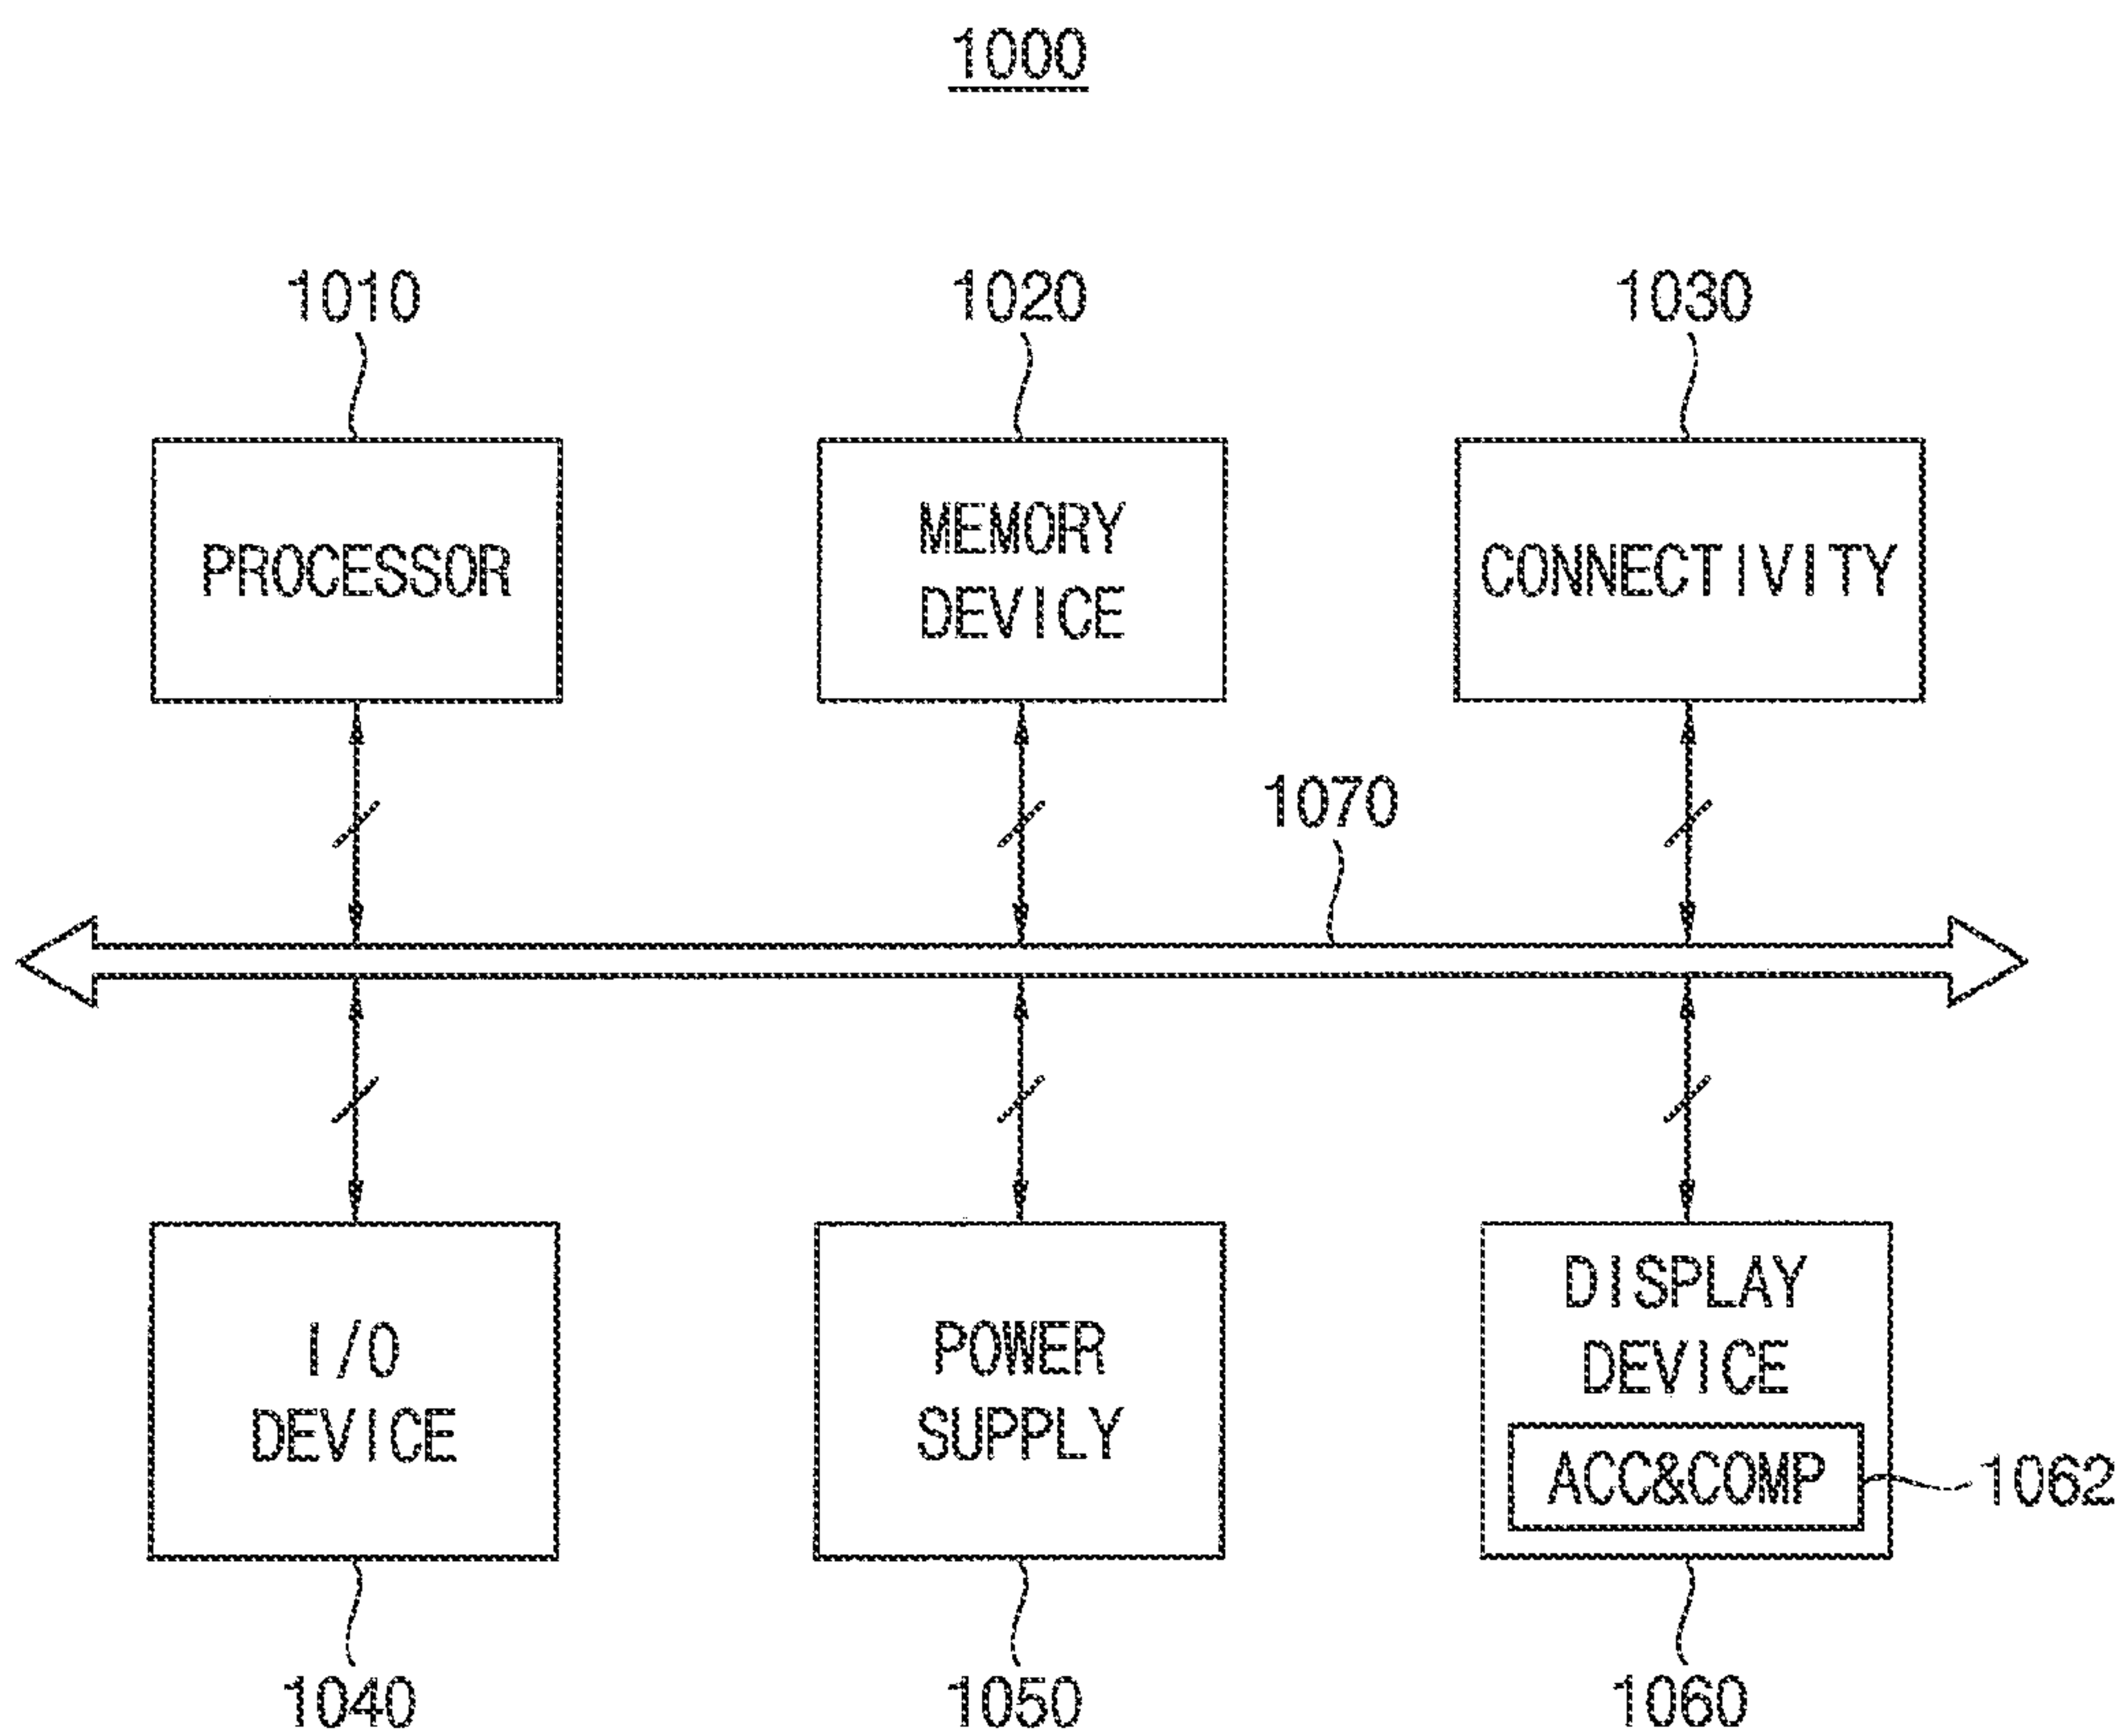 1000
1010
1020
1030
PROCESSOR
MEMORY
DEVICE
CONNECTIVITY
1070
I/O
DEVICE
POWER
SUPPLY
DISPLAY
DEVICE
ACC&COMP
1062
1040
1050
1060